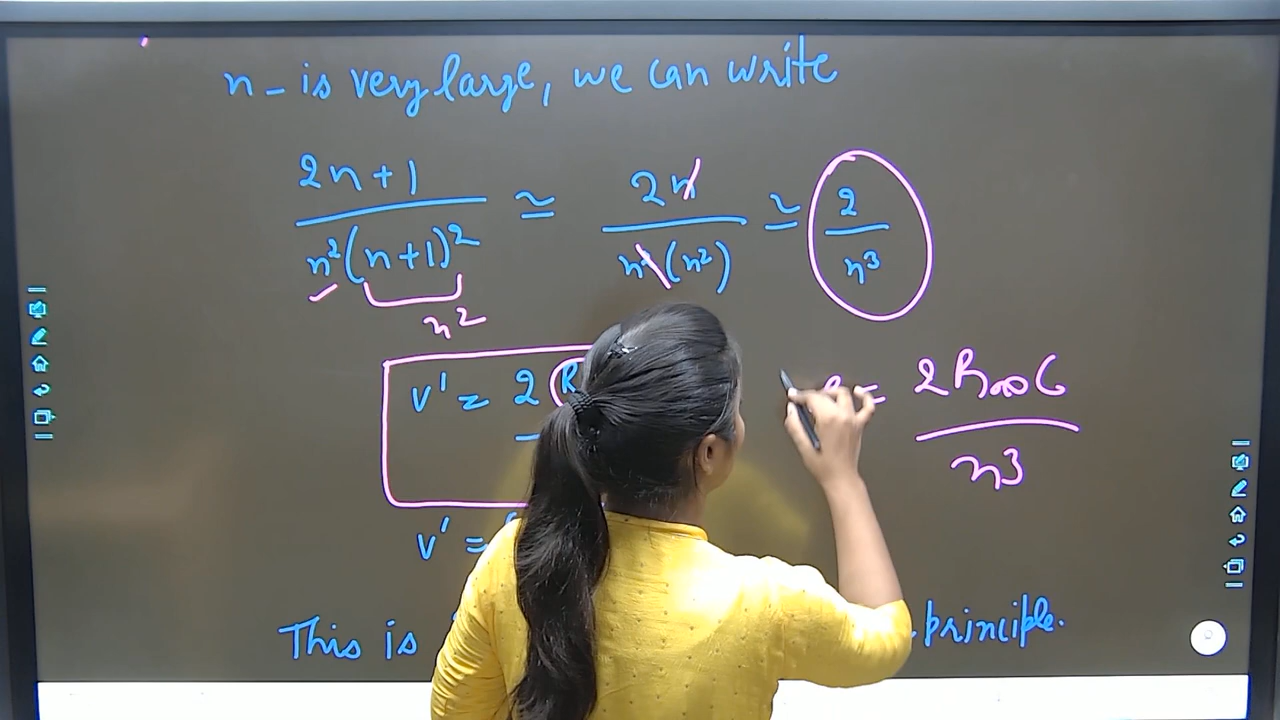 n - is very large, we can write
2n+1 / n²(n+1)² ≃ 2n / n²(n²) ≃ 2/n³
n²
v' = 2 R
= 2R∞C / n³
v' =
This is principle.